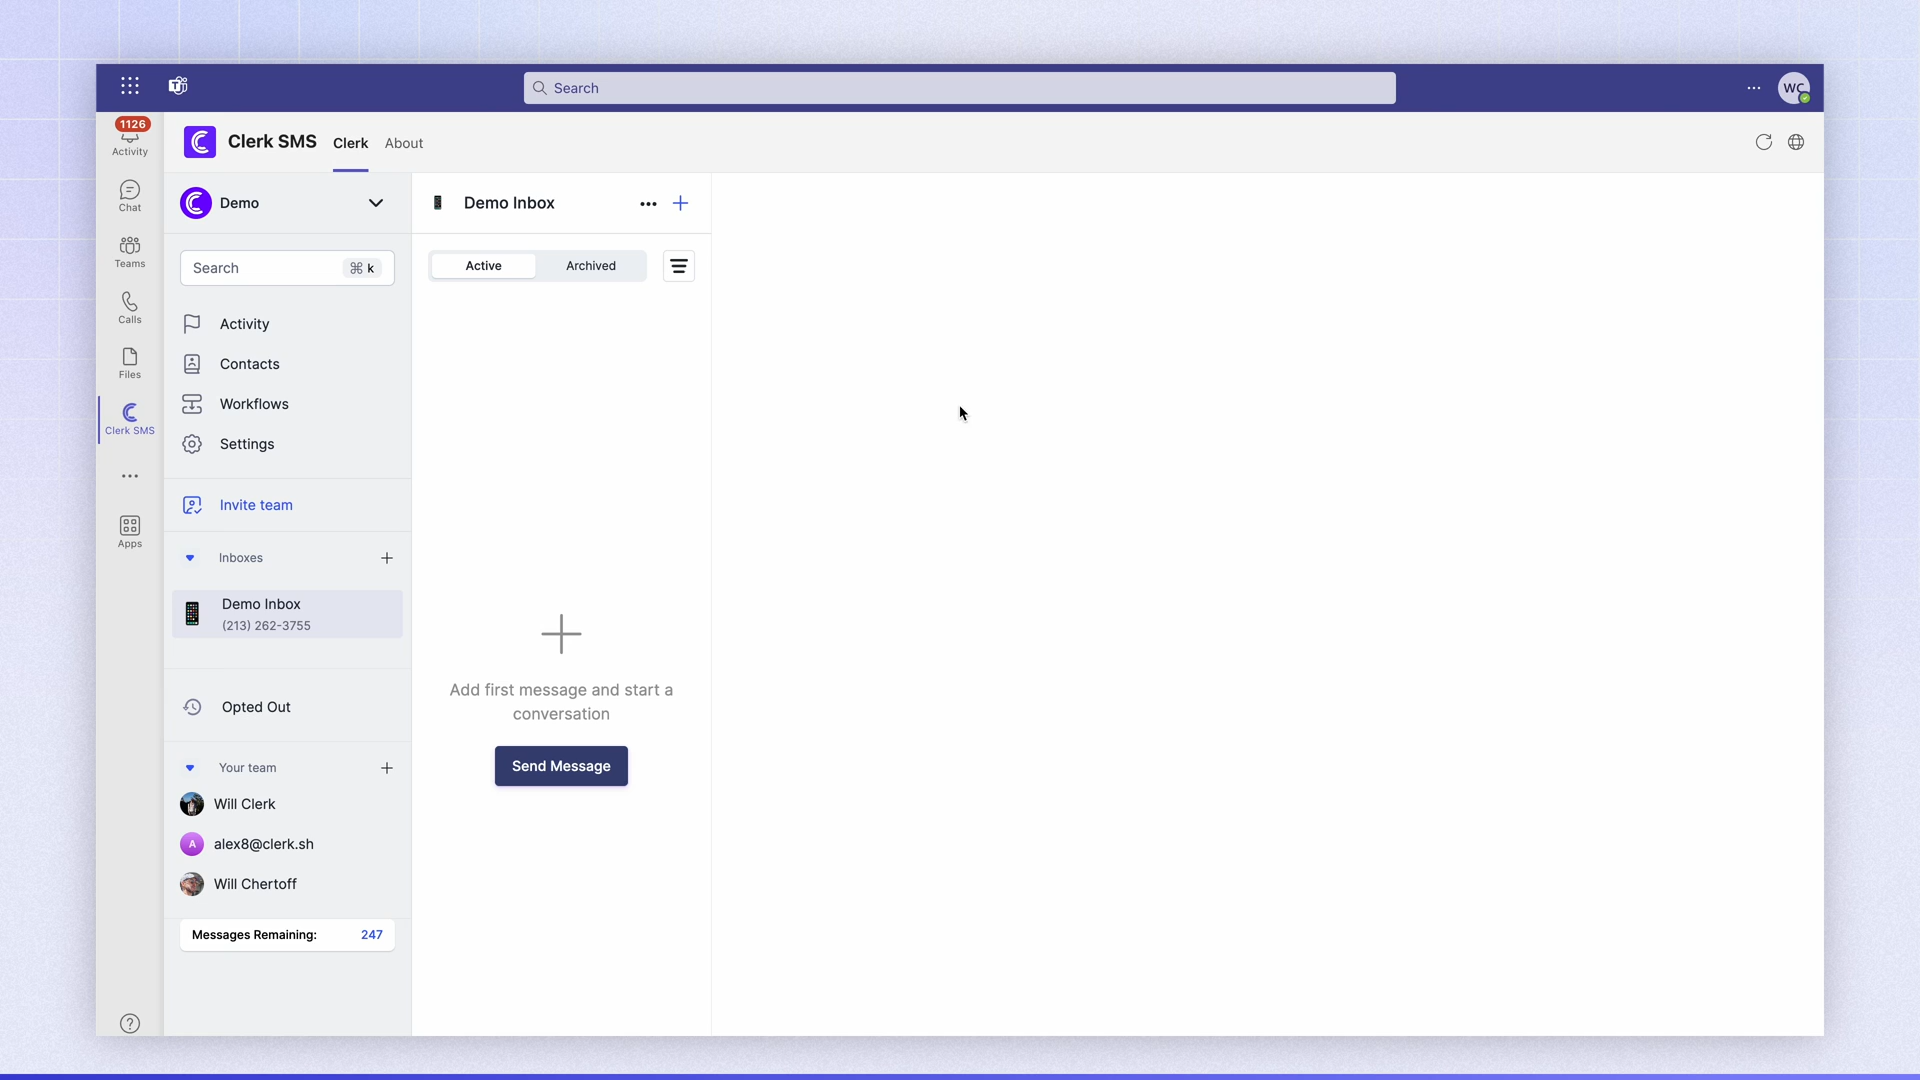 Search
WC
1126
Activity
Chat
Teams
Calls
Files
Clerk SMS
Apps
Clerk SMS
Clerk
About
Demo
Search
⌘ k
Activity
Contacts
Workflows
Settings
Invite team
Inboxes
Demo Inbox
(213) 262-3755
Opted Out
Your team
Will Clerk
A
alex8@clerk.sh
Will Chertoff
Messages Remaining: 247
Demo Inbox
Active
Archived
Add first message and start a
conversation
Send Message